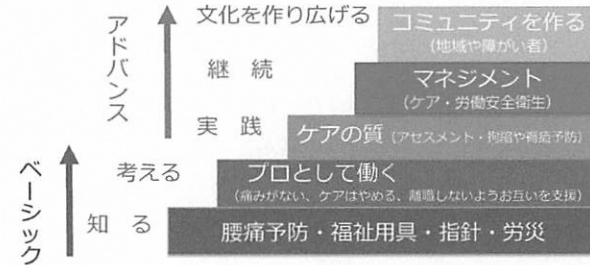 アドバンス
文化を作り広げる
コミュニティを作る
(地域や障がい者)
継 続
マネジメント
(ケア・労働安全衛生)
実 践
ケアの質(アセスメント・拘縮や褥瘡予防)
ベーシック
考える
プロとして働く
(痛みがない、ケアはやめる、離職しないようお互いを支援)
知 る
腰痛予防・福祉用具・指針・労災